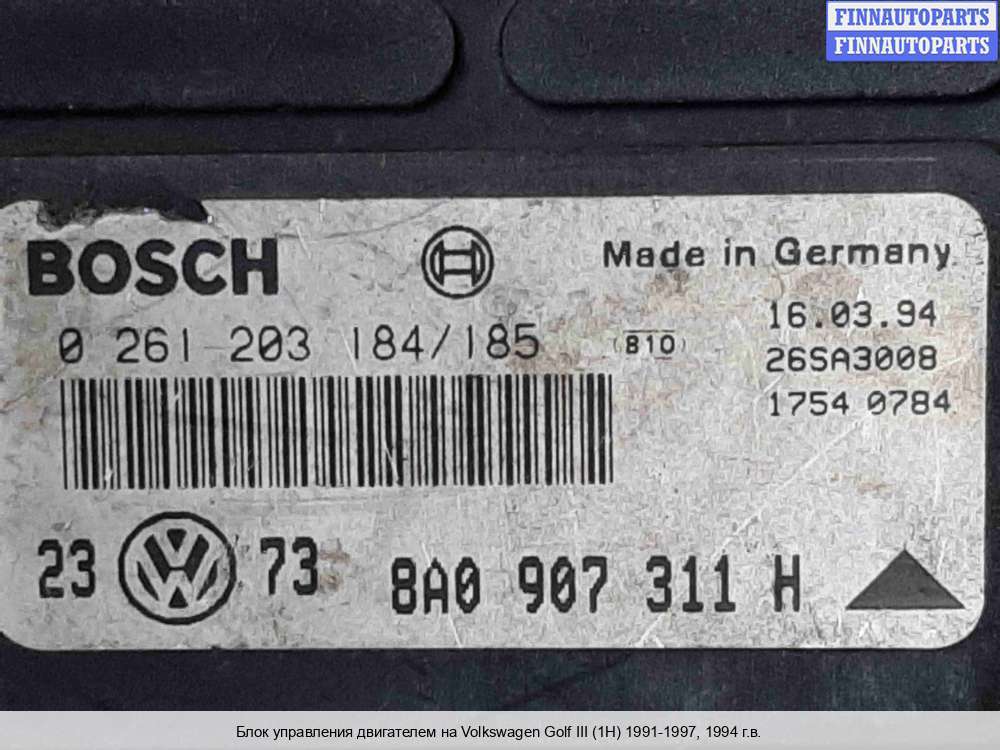 FINNAUTOPARTS
FINNAUTOPARTS
BOSCH
Made in Germany
0 261 203 184/185
(B10)
16.03.94
26SA3008
1754 0784
23 73 8A0 907 311 H
Блок управления двигателем на Volkswagen Golf III (1H) 1991-1997, 1994 г.в.